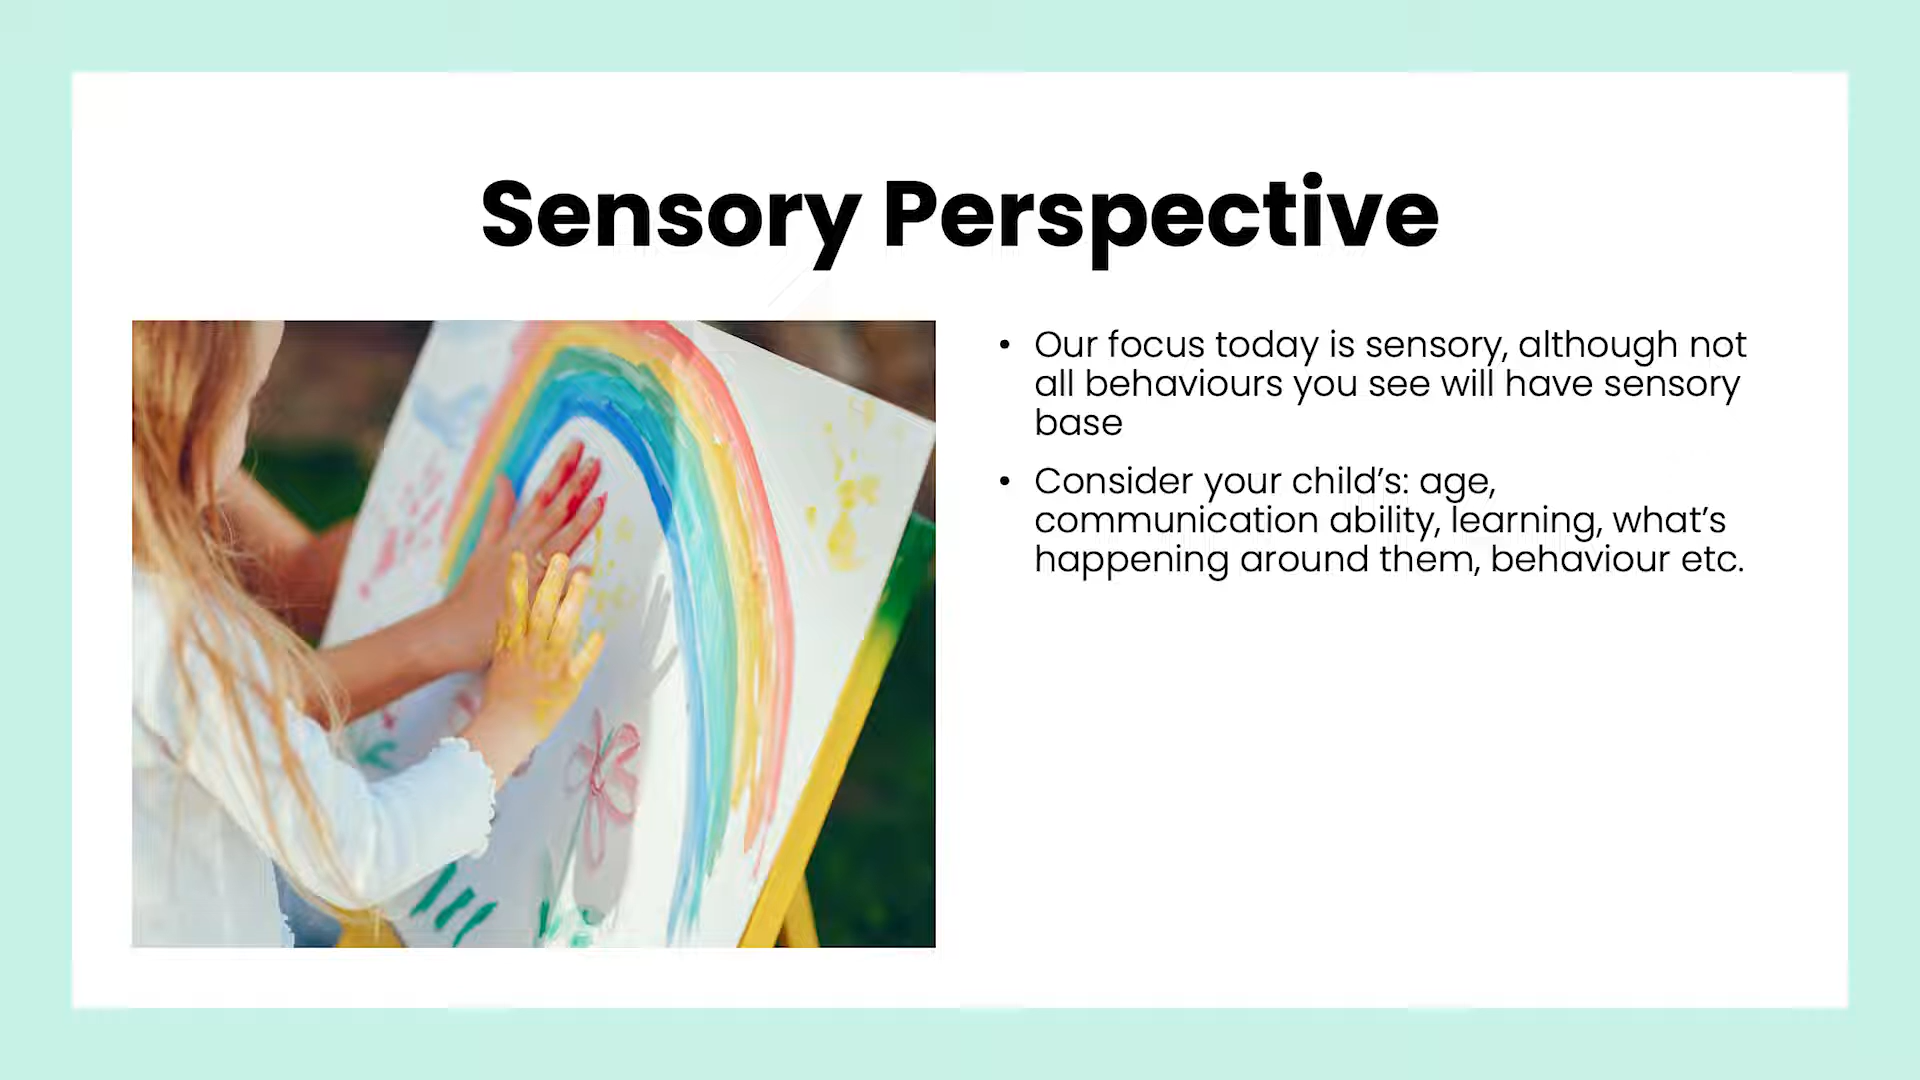 Sensory Perspective
• Our focus today is sensory, although not
all behaviours you see will have sensory
base
• Consider your child’s: age,
communication ability, learning, what’s
happening around them, behaviour etc.